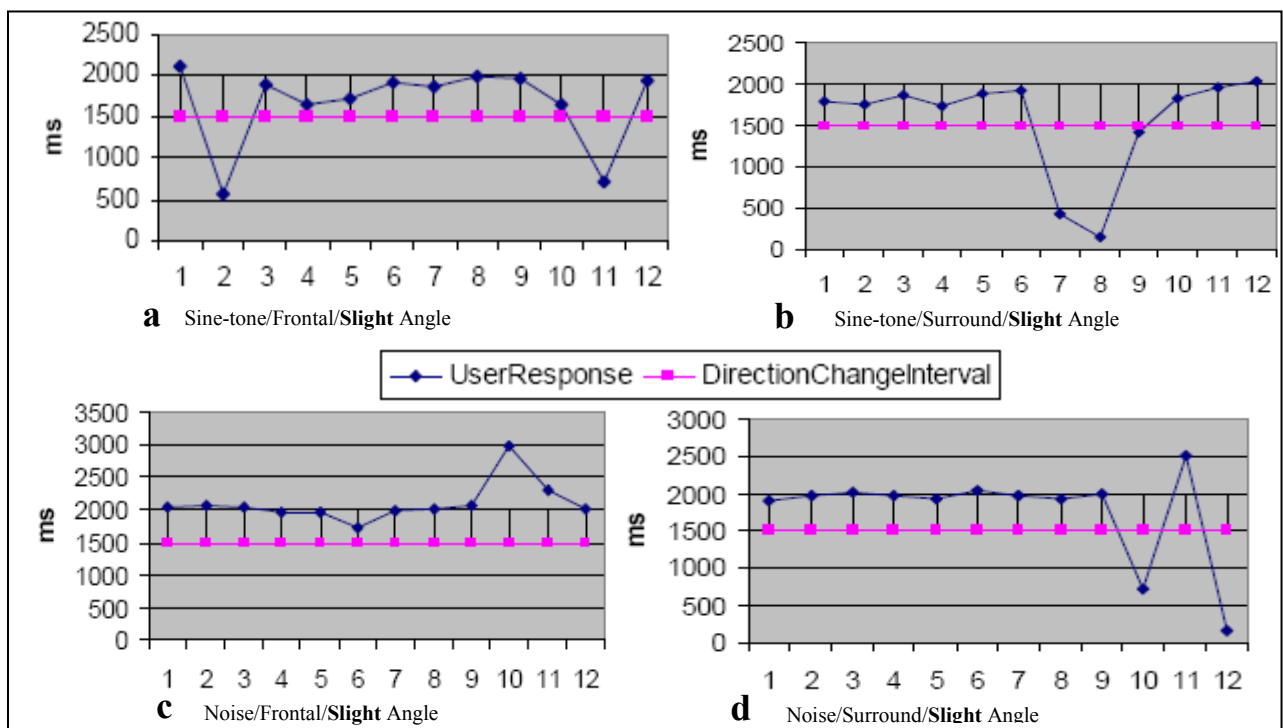 2500
2000
1500
1000
500
0
ms
1 2 3 4 5 6 7 8 9 10 11 12
a Sine-tone/Frontal/Slight Angle
2500
2000
1500
1000
500
0
ms
1 2 3 4 5 6 7 8 9 10 11 12
b Sine-tone/Surround/Slight Angle
UserResponse DirectionChangeInterval
3500
3000
2500
2000
1500
1000
500
0
ms
1 2 3 4 5 6 7 8 9 10 11 12
c Noise/Frontal/Slight Angle
3000
2500
2000
1500
1000
500
0
ms
1 2 3 4 5 6 7 8 9 10 11 12
d Noise/Surround/Slight Angle